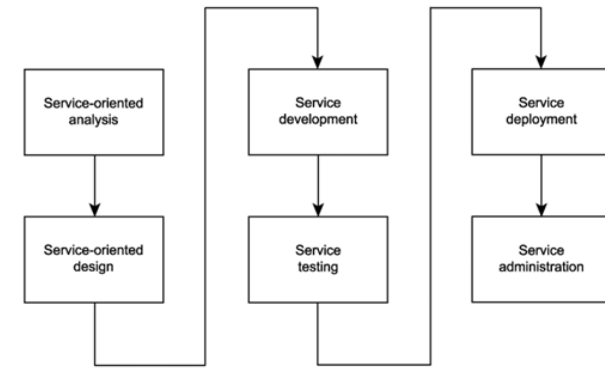 Service-oriented
analysis
Service-oriented
design
Service
development
Service
testing
Service
deployment
Service
administration